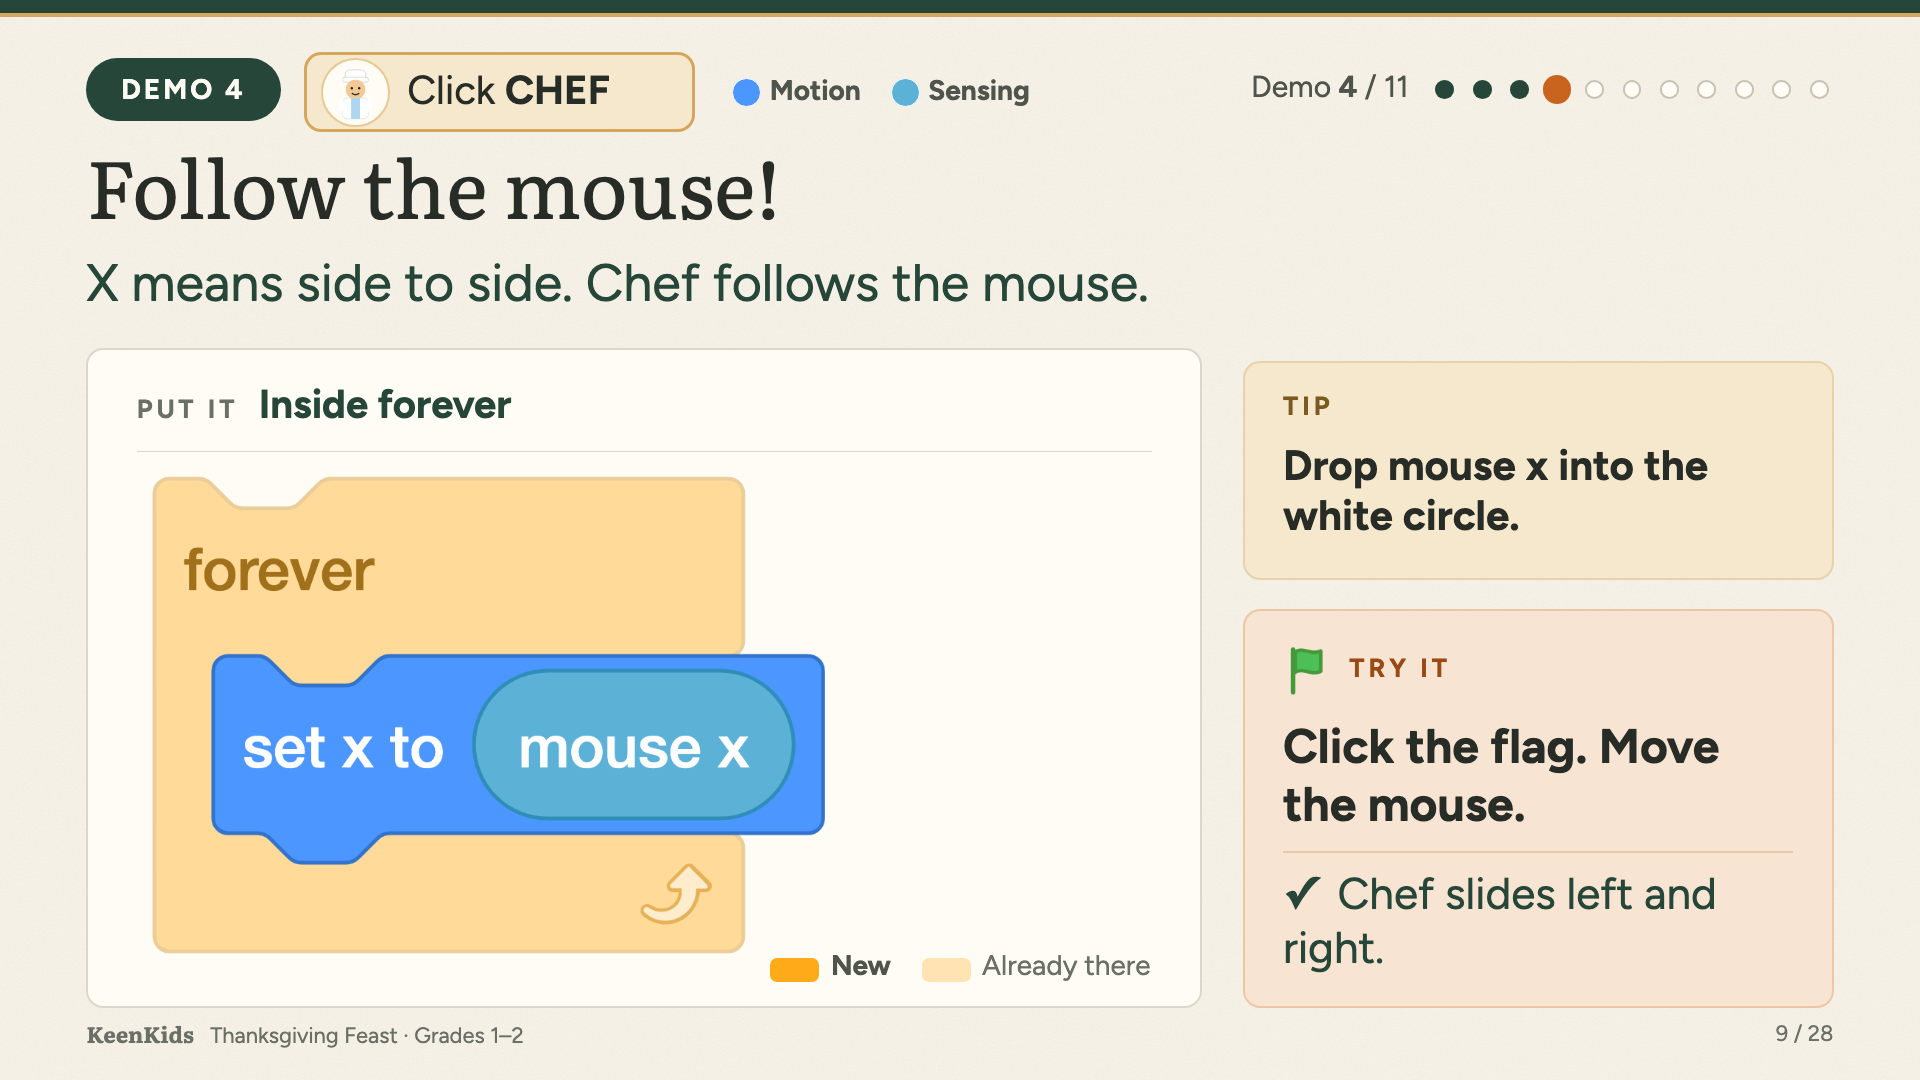 DEMO 4
Click CHEF
Motion
Sensing
Demo 4 / 11
Follow the mouse!
X means side to side. Chef follows the mouse.
PUT IT Inside forever
forever
set x to mouse x
New
Already there
TIP
Drop mouse x into the
white circle.
TRY IT
Click the flag. Move
the mouse.
✔ Chef slides left and
right.
KeenKids Thanksgiving Feast · Grades 1–2
9 / 28